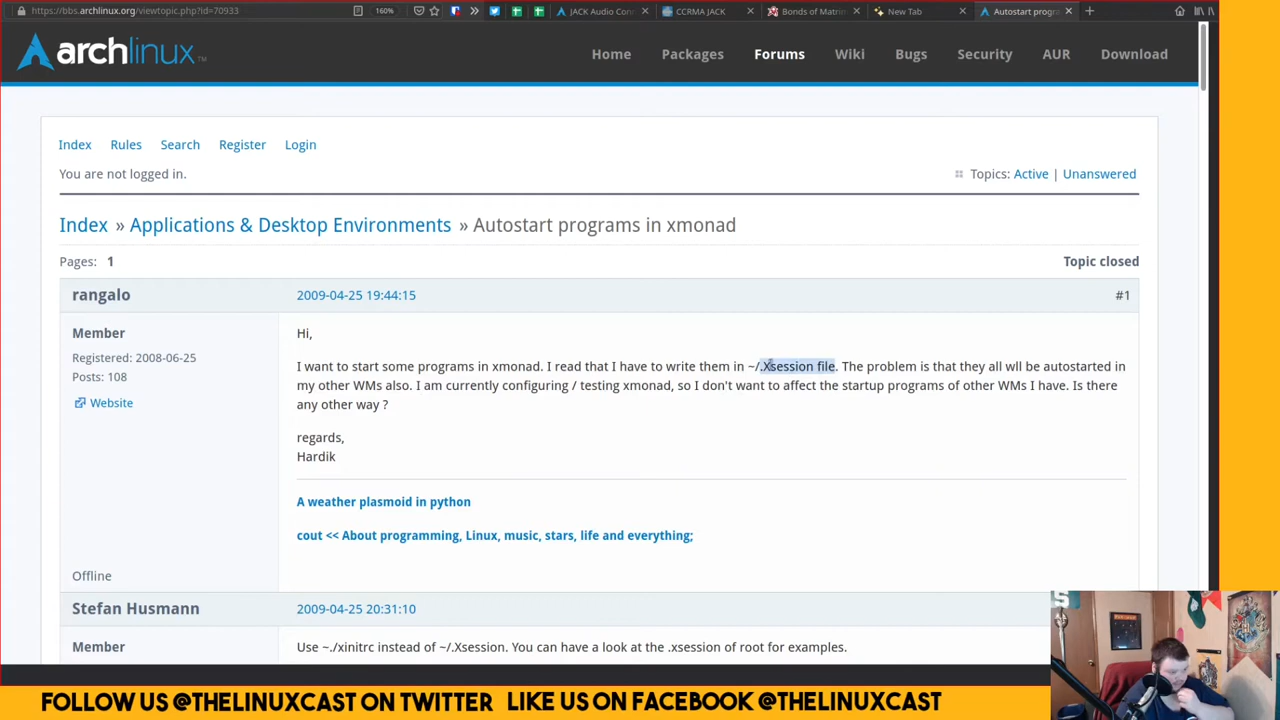 https://bbs.archlinux.org/viewtopic.php?id=70933
160%
JACK Audio Con
CCRMA JACK
Bonds of Matrim
New Tab
Autostart progr
archlinux
Home
Packages
Forums
Wiki
Bugs
Security
AUR
Download
Index
Rules
Search
Register
Login
You are not logged in.
Topics: Active | Unanswered
Index » Applications & Desktop Environments » Autostart programs in xmonad
Pages: 1
Topic closed
rangalo
2009-04-25 19:44:15
#1
Member
Registered: 2008-06-25
Posts: 108
Website
Hi,
I want to start some programs in xmonad. I read that I have to write them in ~/.Xsession file. The problem is that they all wll be autostarted in
my other WMs also. I am currently configuring / testing xmonad, so I don't want to affect the startup programs of other WMs I have. Is there
any other way ?
regards,
Hardik
A weather plasmoid in python
cout << About programming, Linux, music, stars, life and everything;
Offline
Stefan Husmann
2009-04-25 20:31:10
Member
Use ~./xinitrc instead of ~/.Xsession. You can have a look at the .xsession of root for examples.
FOLLOW US @THELINUXCAST ON TWITTER LIKE US ON FACEBOOK @THELINUXCAST